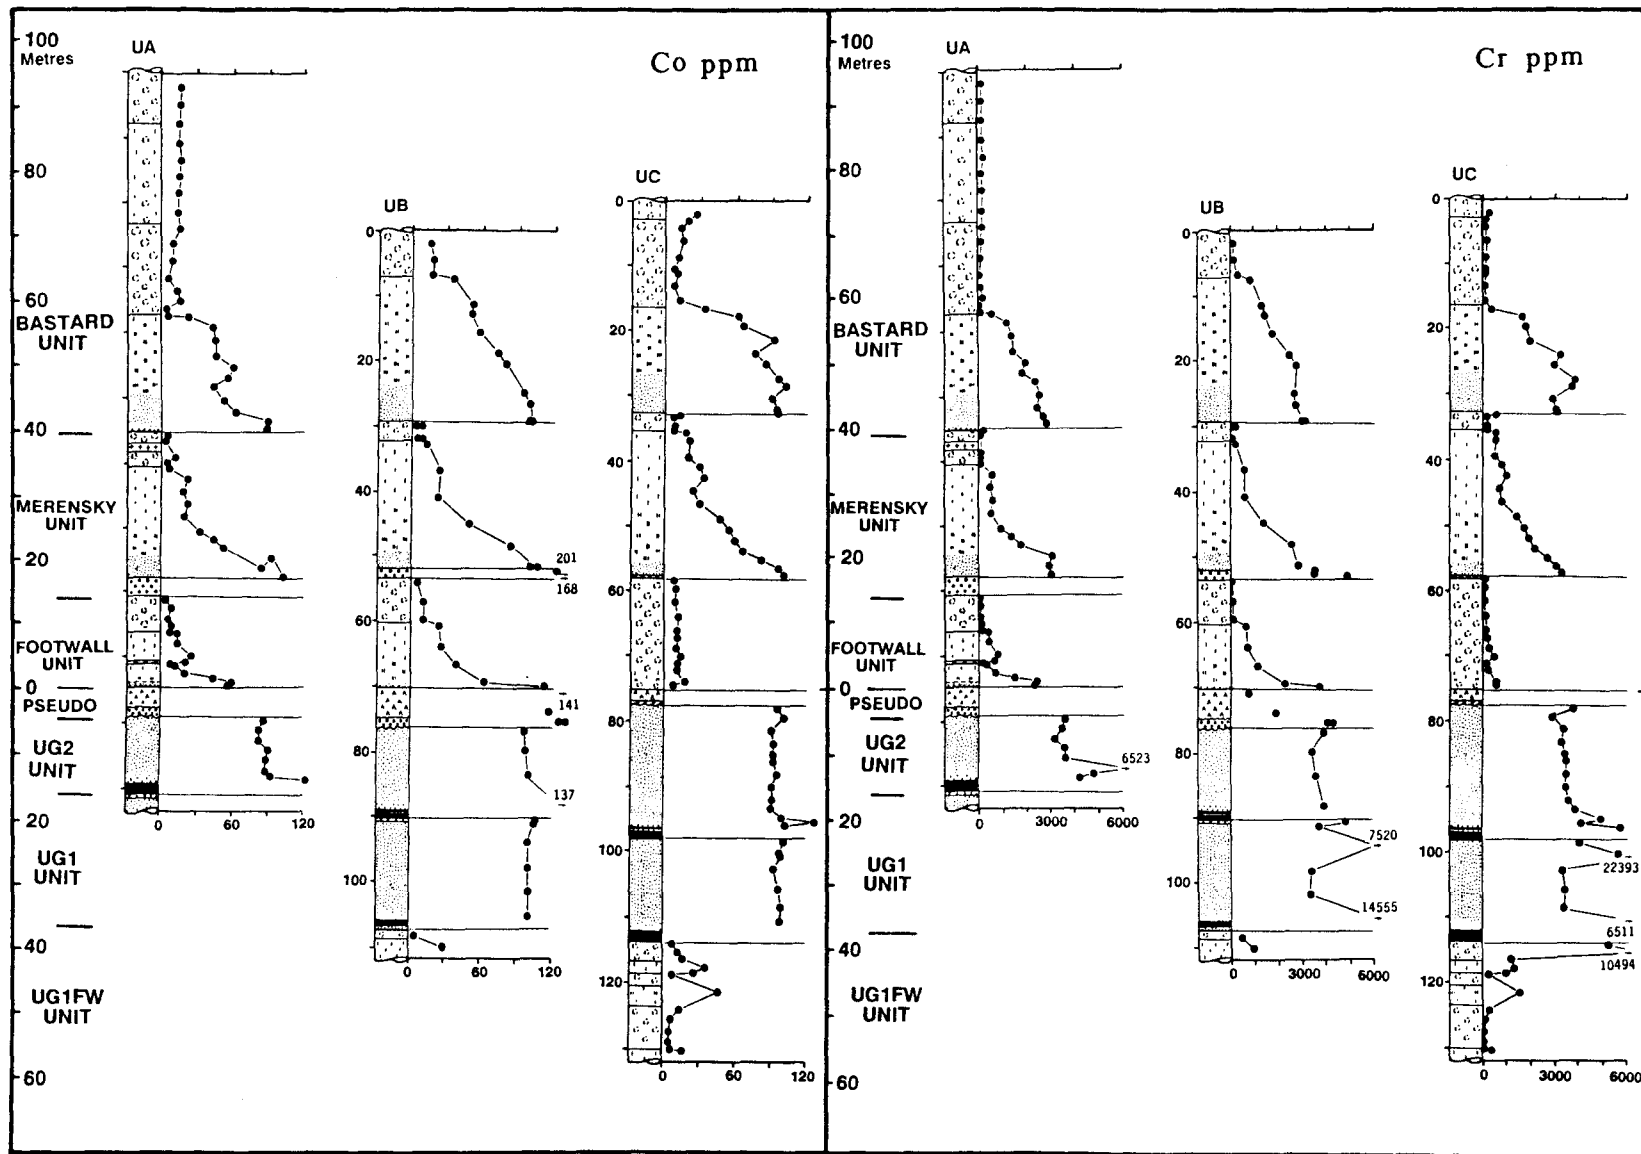 100
Metres
80
60
BASTARD
UNIT
40
MERENSKY
UNIT
20
FOOTWALL
UNIT
0
PSEUDO
UG2
UNIT
20
UG1
UNIT
40
UG1FW
UNIT
60
UA
0 60 120
UB
0
20
40
60
80
100
201
168
141
137
0 60 120
Co ppm
UC
0
20
40
60
80
100
120
0 60 120
100
Metres
80
60
BASTARD
UNIT
40
MERENSKY
UNIT
20
FOOTWALL
UNIT
0
PSEUDO
UG2
UNIT
20
UG1
UNIT
40
UG1FW
UNIT
60
UA
6523
0 3000 6000
UB
0
20
40
60
80
100
7520
14555
0 3000 6000
Cr ppm
UC
0
20
40
60
80
100
120
22393
6511
10494
0 3000 6000